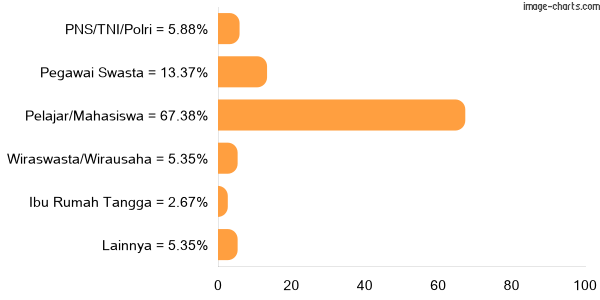 image-charts.com
PNS/TNI/Polri = 5.88%
Pegawai Swasta = 13.37%
Pelajar/Mahasiswa = 67.38%
Wiraswasta/Wirausaha = 5.35%
Ibu Rumah Tangga = 2.67%
Lainnya = 5.35%
0 20 40 60 80 100